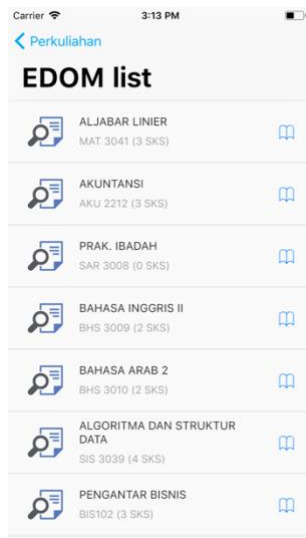 Carrier 3:13 PM
Perkuliahan
EDOM list
ALJABAR LINIER
MAT 3041 (3 SKS)
AKUNTANSI
AKU 2212 (3 SKS)
PRAK. IBADAH
SAR 3008 (0 SKS)
BAHASA INGGRIS II
BHS 3009 (2 SKS)
BAHASA ARAB 2
BHS 3010 (2 SKS)
ALGORITMA DAN STRUKTUR
DATA
SIS 3039 (4 SKS)
PENGANTAR BISNIS
BIS102 (3 SKS)